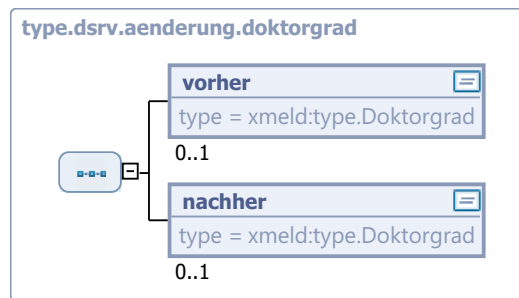 type.dsrv.aenderung.doktorgrad
vorher
type = xmeld:type.Doktorgrad
0..1
nachher
type = xmeld:type.Doktorgrad
0..1